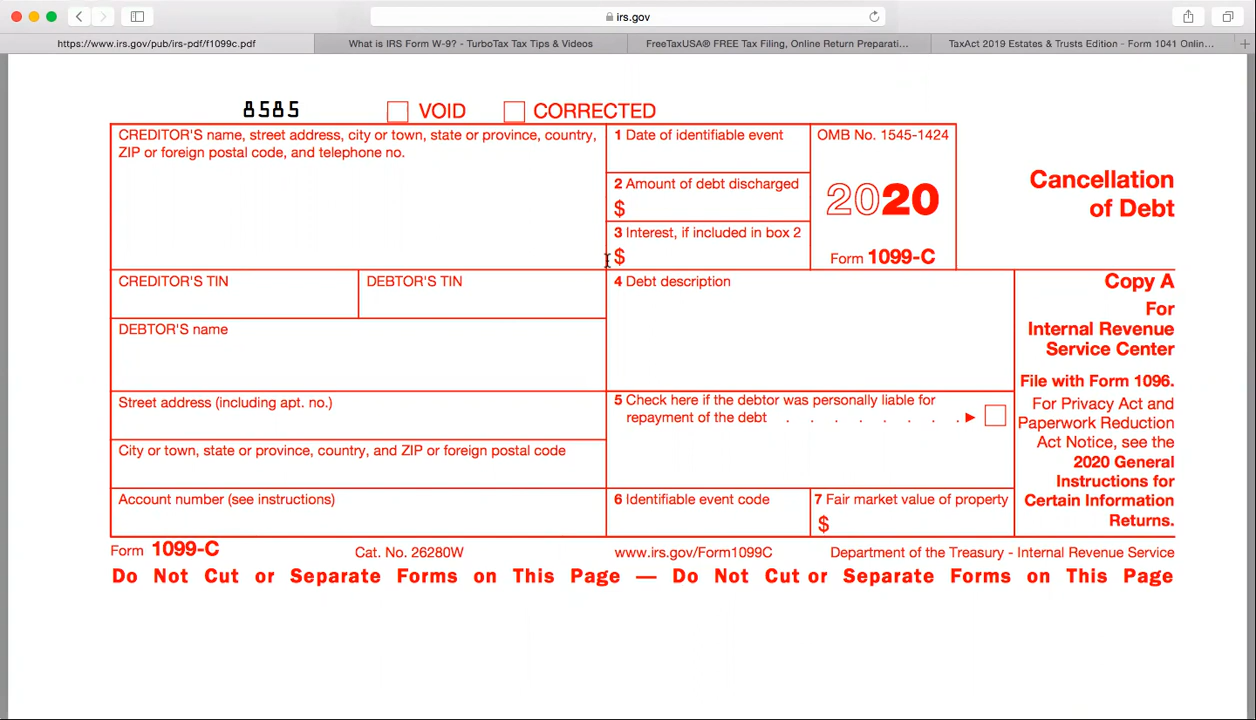 irs.gov
https://www.irs.gov/pub/irs-pdf/f1099c.pdf
What is IRS Form W-9? - TurboTax Tax Tips & Videos
FreeTaxUSA® FREE Tax Filing, Online Return Preparati...
TaxAct 2019 Estates & Trusts Edition - Form 1041 Onlin...
8585
VOID
CORRECTED
CREDITOR'S name, street address, city or town, state or province, country,
ZIP or foreign postal code, and telephone no.
1 Date of identifiable event
2 Amount of debt discharged
$
3 Interest, if included in box 2
$
OMB No. 1545-1424
2020
Form 1099-C
Cancellation
of Debt
CREDITOR'S TIN
DEBTOR'S TIN
4 Debt description
DEBTOR'S name
Street address (including apt. no.)
5 Check here if the debtor was personally liable for
repayment of the debt . . . . . . . ▶
City or town, state or province, country, and ZIP or foreign postal code
Account number (see instructions)
6 Identifiable event code
7 Fair market value of property
$
Copy A
For
Internal Revenue
Service Center
File with Form 1096.
For Privacy Act and
Paperwork Reduction
Act Notice, see the
2020 General
Instructions for
Certain Information
Returns.
Form 1099-C
Cat. No. 26280W
www.irs.gov/Form1099C
Department of the Treasury - Internal Revenue Service
Do Not Cut or Separate Forms on This Page — Do Not Cut or Separate Forms on This Page